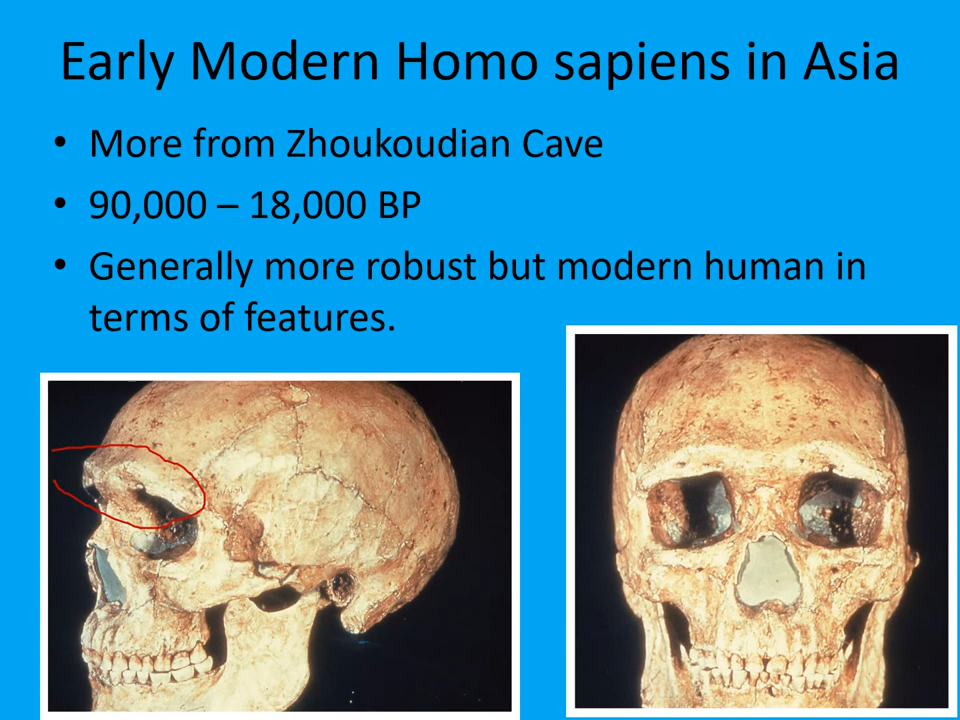 Early Modern Homo sapiens in Asia
• More from Zhoukoudian Cave
• 90,000 – 18,000 BP
• Generally more robust but modern human in
terms of features.